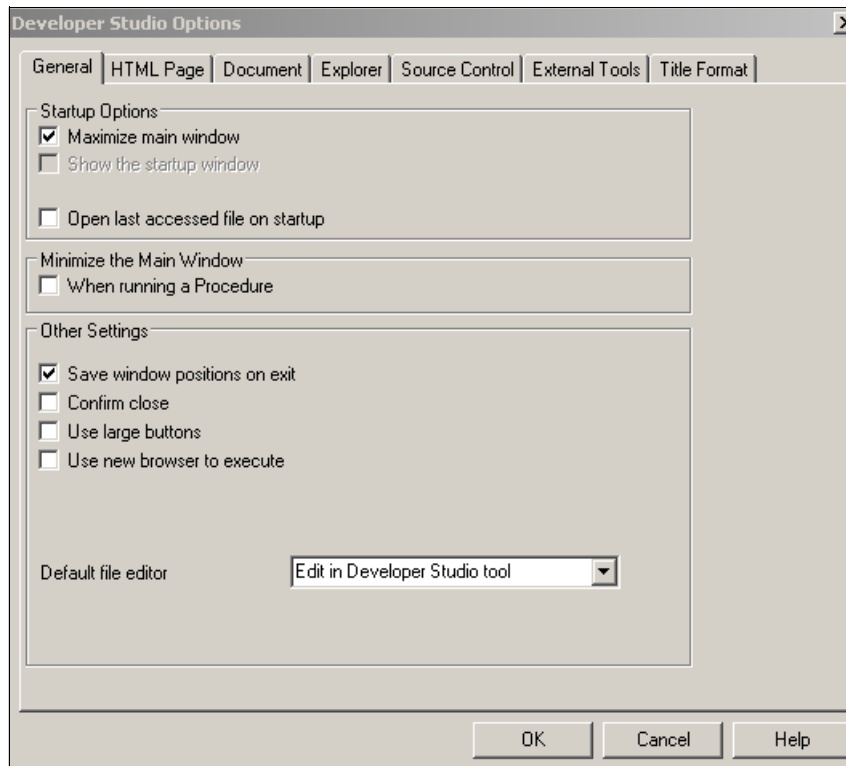 Developer Studio Options
General HTML Page Document Explorer Source Control External Tools Title Format
Startup Options
Maximize main window
Show the startup window
Open last accessed file on startup
Minimize the Main Window
When running a Procedure
Other Settings
Save window positions on exit
Confirm close
Use large buttons
Use new browser to execute
Default file editor Edit in Developer Studio tool
OK Cancel Help